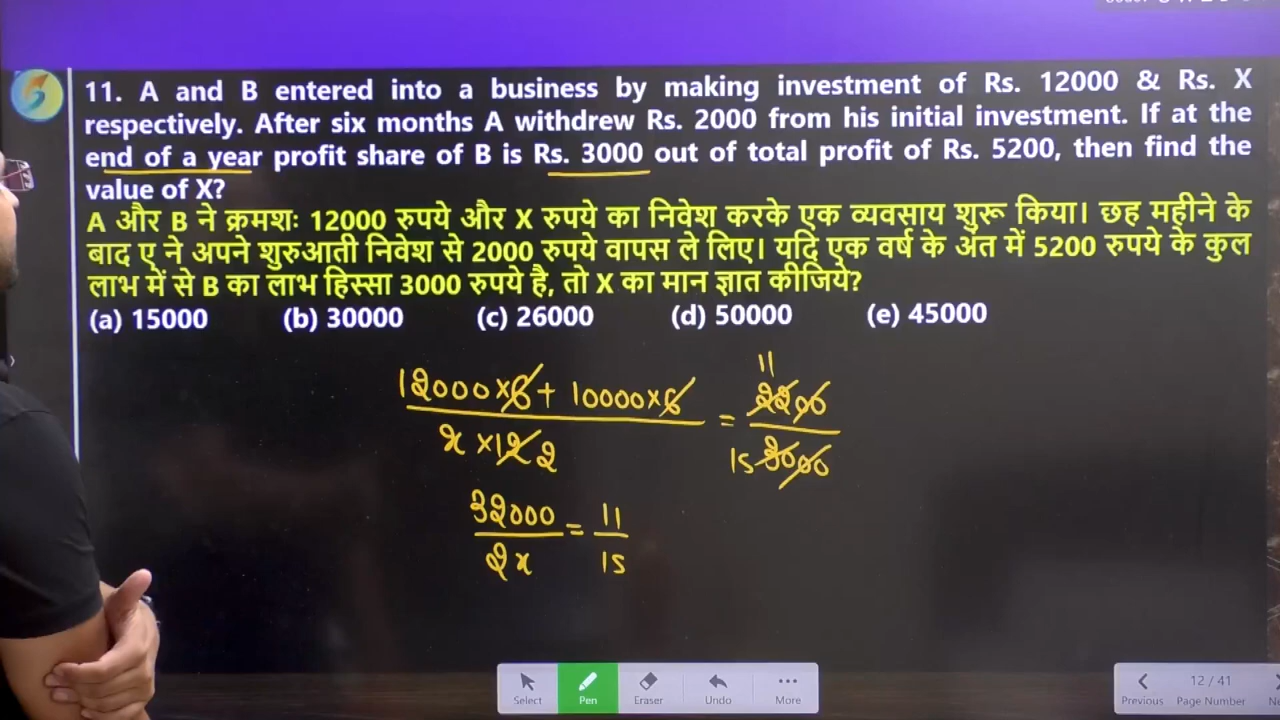 11. A and B entered into a business by making investment of Rs. 12000 & Rs. X
respectively. After six months A withdrew Rs. 2000 from his initial investment. If at the
end of a year profit share of B is Rs. 3000 out of total profit of Rs. 5200, then find the
value of X?
A और B ने क्रमशः 12000 रुपये और X रुपये का निवेश करके एक व्यवसाय शुरू किया। छह महीने के
बाद ए ने अपने शुरुआती निवेश से 2000 रुपये वापस ले लिए। यदि एक वर्ष के अंत में 5200 रुपये के कुल
लाभ में से B का लाभ हिस्सा 3000 रुपये है, तो X का मान ज्ञात कीजिये?
(a) 15000 (b) 30000 (c) 26000 (d) 50000 (e) 45000
11
12000×6 + 10000×6 = 2200
x ×12 2 15 3000
32000 = 11
2x 15
Select Pen Eraser Undo More
12 / 41
Previous Page Number